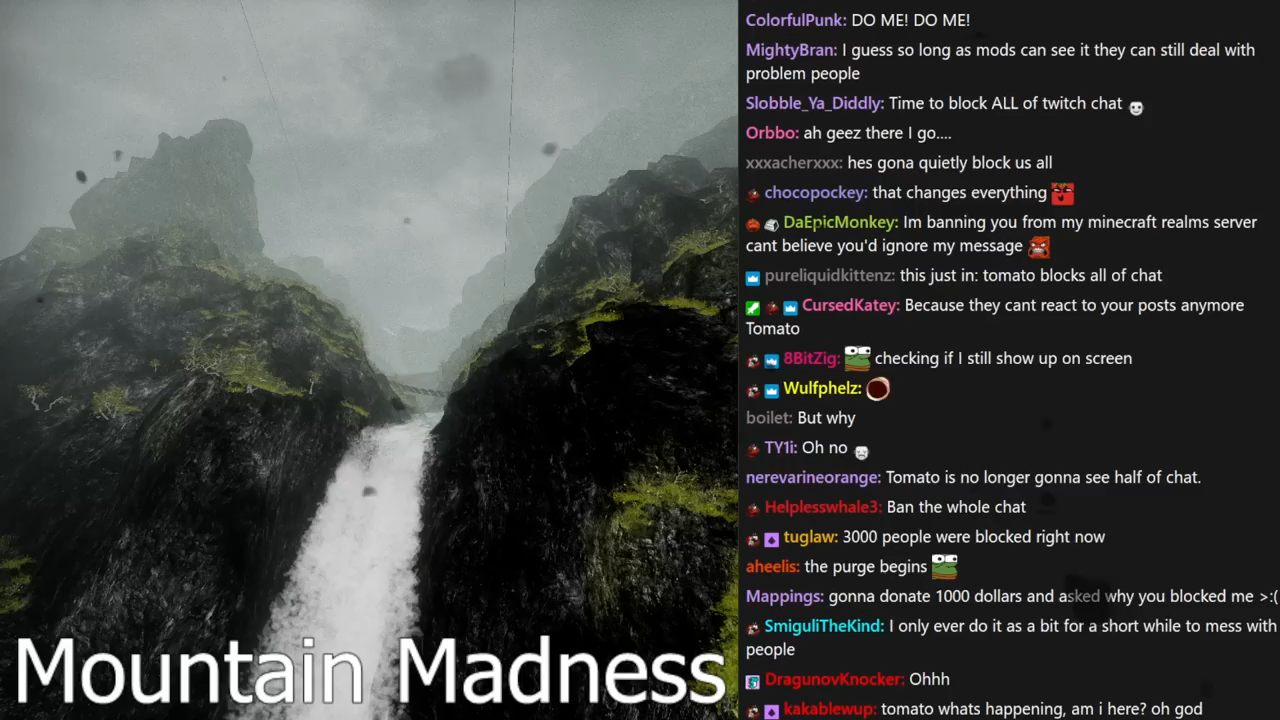 Mountain Madness
ColorfulPunk: DO ME! DO ME!
MightyBran: I guess so long as mods can see it they can still deal with
problem people
Slobble_Ya_Diddly: Time to block ALL of twitch chat
Orbbo: ah geez there I go....
xxxacherxxx: hes gona quietly block us all
chocopockey: that changes everything
DaEpicMonkey: Im banning you from my minecraft realms server
cant believe you'd ignore my message
pureliquidkittenz: this just in: tomato blocks all of chat
CursedKatey: Because they cant react to your posts anymore
Tomato
8BitZig: checking if I still show up on screen
Wulfphelz:
boilet: But why
TY1i: Oh no
nerevarineorange: Tomato is no longer gonna see half of chat.
Helplesswhale3: Ban the whole chat
tuglaw: 3000 people were blocked right now
aheelis: the purge begins
Mappings: gonna donate 1000 dollars and asked why you blocked me >:(
SmiguliTheKind: I only ever do it as a bit for a short while to mess with
people
DragunovKnocker: Ohhh
kakablewup: tomato whats happening, am i here? oh god